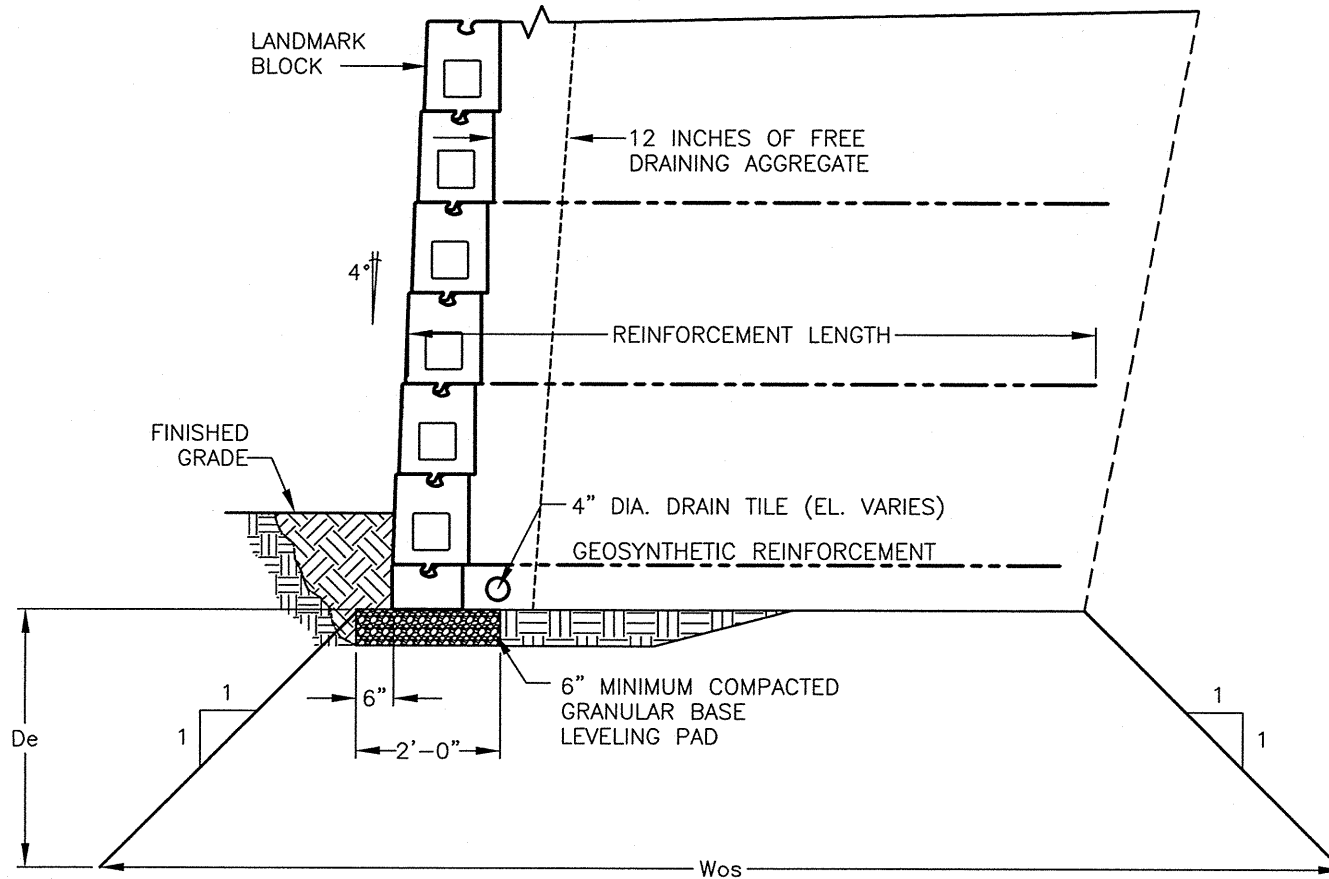 LANDMARK
BLOCK
12 INCHES OF FREE
DRAINING AGGREGATE
4°
REINFORCEMENT LENGTH
FINISHED
GRADE
4" DIA. DRAIN TILE (EL. VARIES)
GEOSYNTHETIC REINFORCEMENT
6" MINIMUM COMPACTED
GRANULAR BASE
LEVELING PAD
6"
2'-0"
1
1
De
1
1
Wos